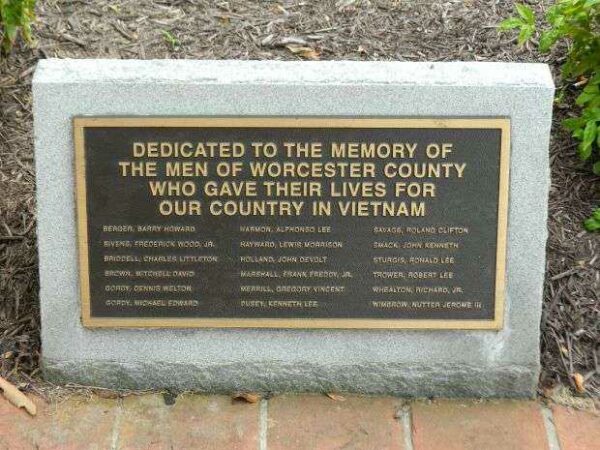 DEDICATED TO THE MEMORY OF
THE MEN OF WORCESTER COUNTY
WHO GAVE THEIR LIVES FOR
OUR COUNTRY IN VIETNAM
BERGER, BARRY HOWARD
BIVENS, FREDERICK WOOD, JR.
BRIDDELL, CHARLES LITTLETON
BROWN, MITCHELL DAVID
GORDY, DENNIS WELTON
GORDY, MICHAEL EDWARD
HARMON, ALPHONSO LEE
HAYWARD, LEWIS MORRISON
HOLLAND, JOHN DEVOLT
MARSHALL, FRANK FREDDY, JR.
MERRILL, GREGORY VINCENT
PUSEY, KENNETH LEE
SAVAGE, ROLAND CLIFTON
SMACK, JOHN KENNETH
STURGIS, RONALD LEE
TROWER, ROBERT LEE
WHEALTON, RICHARD, JR.
WIMBROW, NUTTER JEROME III